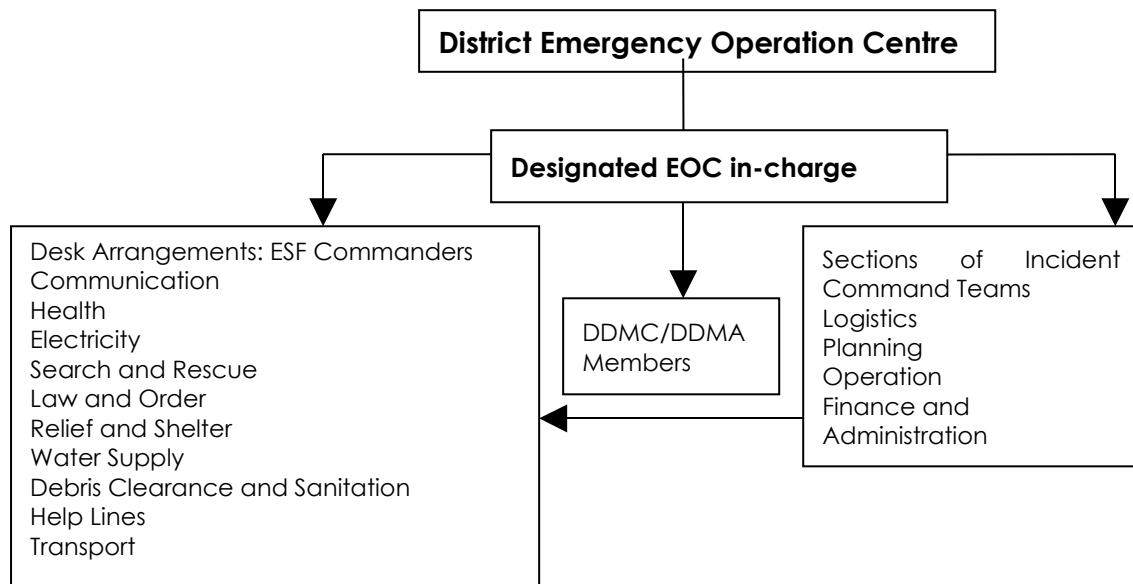 District Emergency Operation Centre
Designated EOC in-charge
Desk Arrangements: ESF Commanders
Communication
Health
Electricity
Search and Rescue
Law and Order
Relief and Shelter
Water Supply
Debris Clearance and Sanitation
Help Lines
Transport
DDMC/DDMA
Members
Sections of Incident
Command Teams
Logistics
Planning
Operation
Finance and
Administration